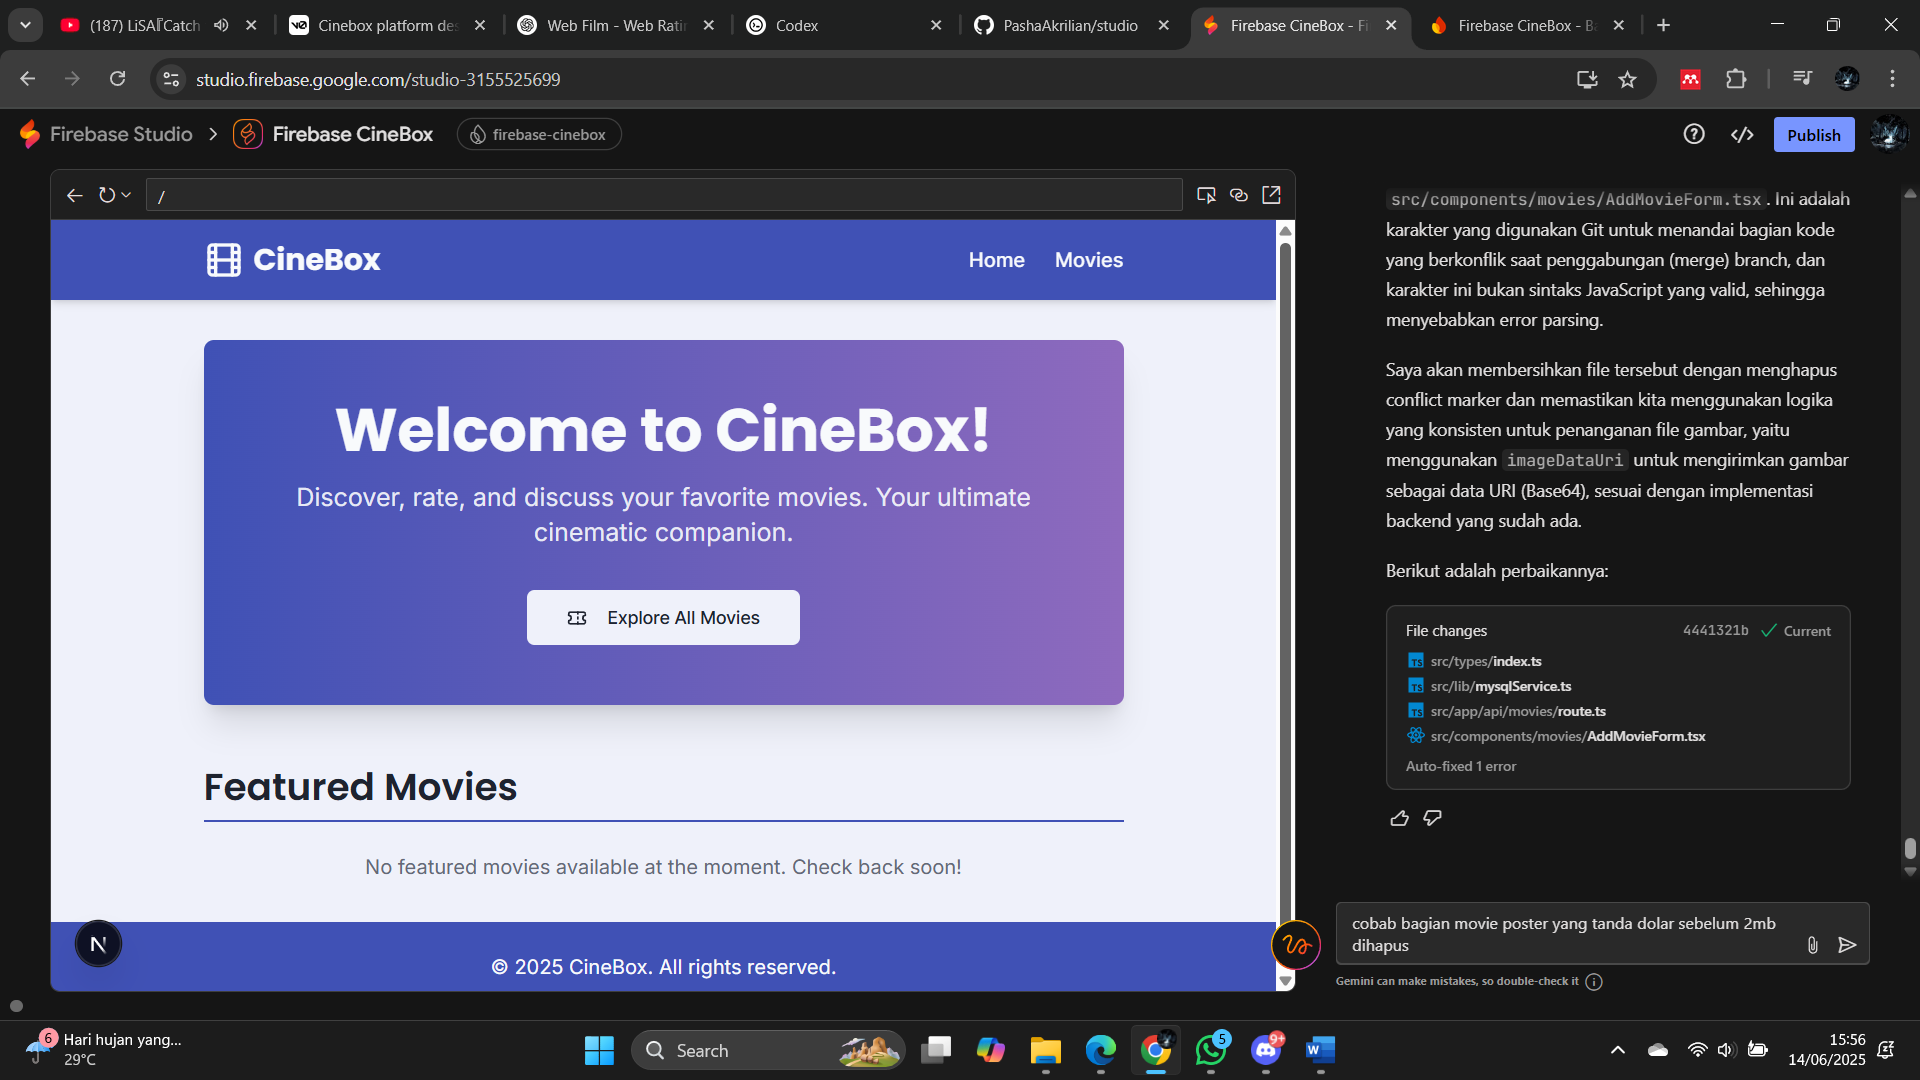 (187) LiSA『Catch
Cinebox platform des
Web Film - Web Ratin
Codex
PashaAkrilian/studio
Firebase CineBox - Fi
Firebase CineBox - Ba
studio.firebase.google.com/studio-3155525699
Firebase Studio
Firebase CineBox
firebase-cinebox
Publish
/
CineBox
Home
Movies
Welcome to CineBox!
Discover, rate, and discuss your favorite movies. Your ultimate
cinematic companion.
Explore All Movies
Featured Movies
No featured movies available at the moment. Check back soon!
N
© 2025 CineBox. All rights reserved.
src/components/movies/AddMovieForm.tsx . Ini adalah
karakter yang digunakan Git untuk menandai bagian kode
yang berkonflik saat penggabungan (merge) branch, dan
karakter ini bukan sintaks JavaScript yang valid, sehingga
menyebabkan error parsing.
Saya akan membersihkan file tersebut dengan menghapus
conflict marker dan memastikan kita menggunakan logika
yang konsisten untuk penanganan file gambar, yaitu
menggunakan imageDataUri untuk mengirimkan gambar
sebagai data URI (Base64), sesuai dengan implementasi
backend yang sudah ada.
Berikut adalah perbaikannya:
File changes
4441321b
Current
TS src/types/index.ts
TS src/lib/mysqlService.ts
TS src/app/api/movies/route.ts
src/components/movies/AddMovieForm.tsx
Auto-fixed 1 error
cobab bagian movie poster yang tanda dolar sebelum 2mb
dihapus
Gemini can make mistakes, so double-check it
6
Hari hujan yang...
29°C
Search
5
9+
W
15:56
14/06/2025